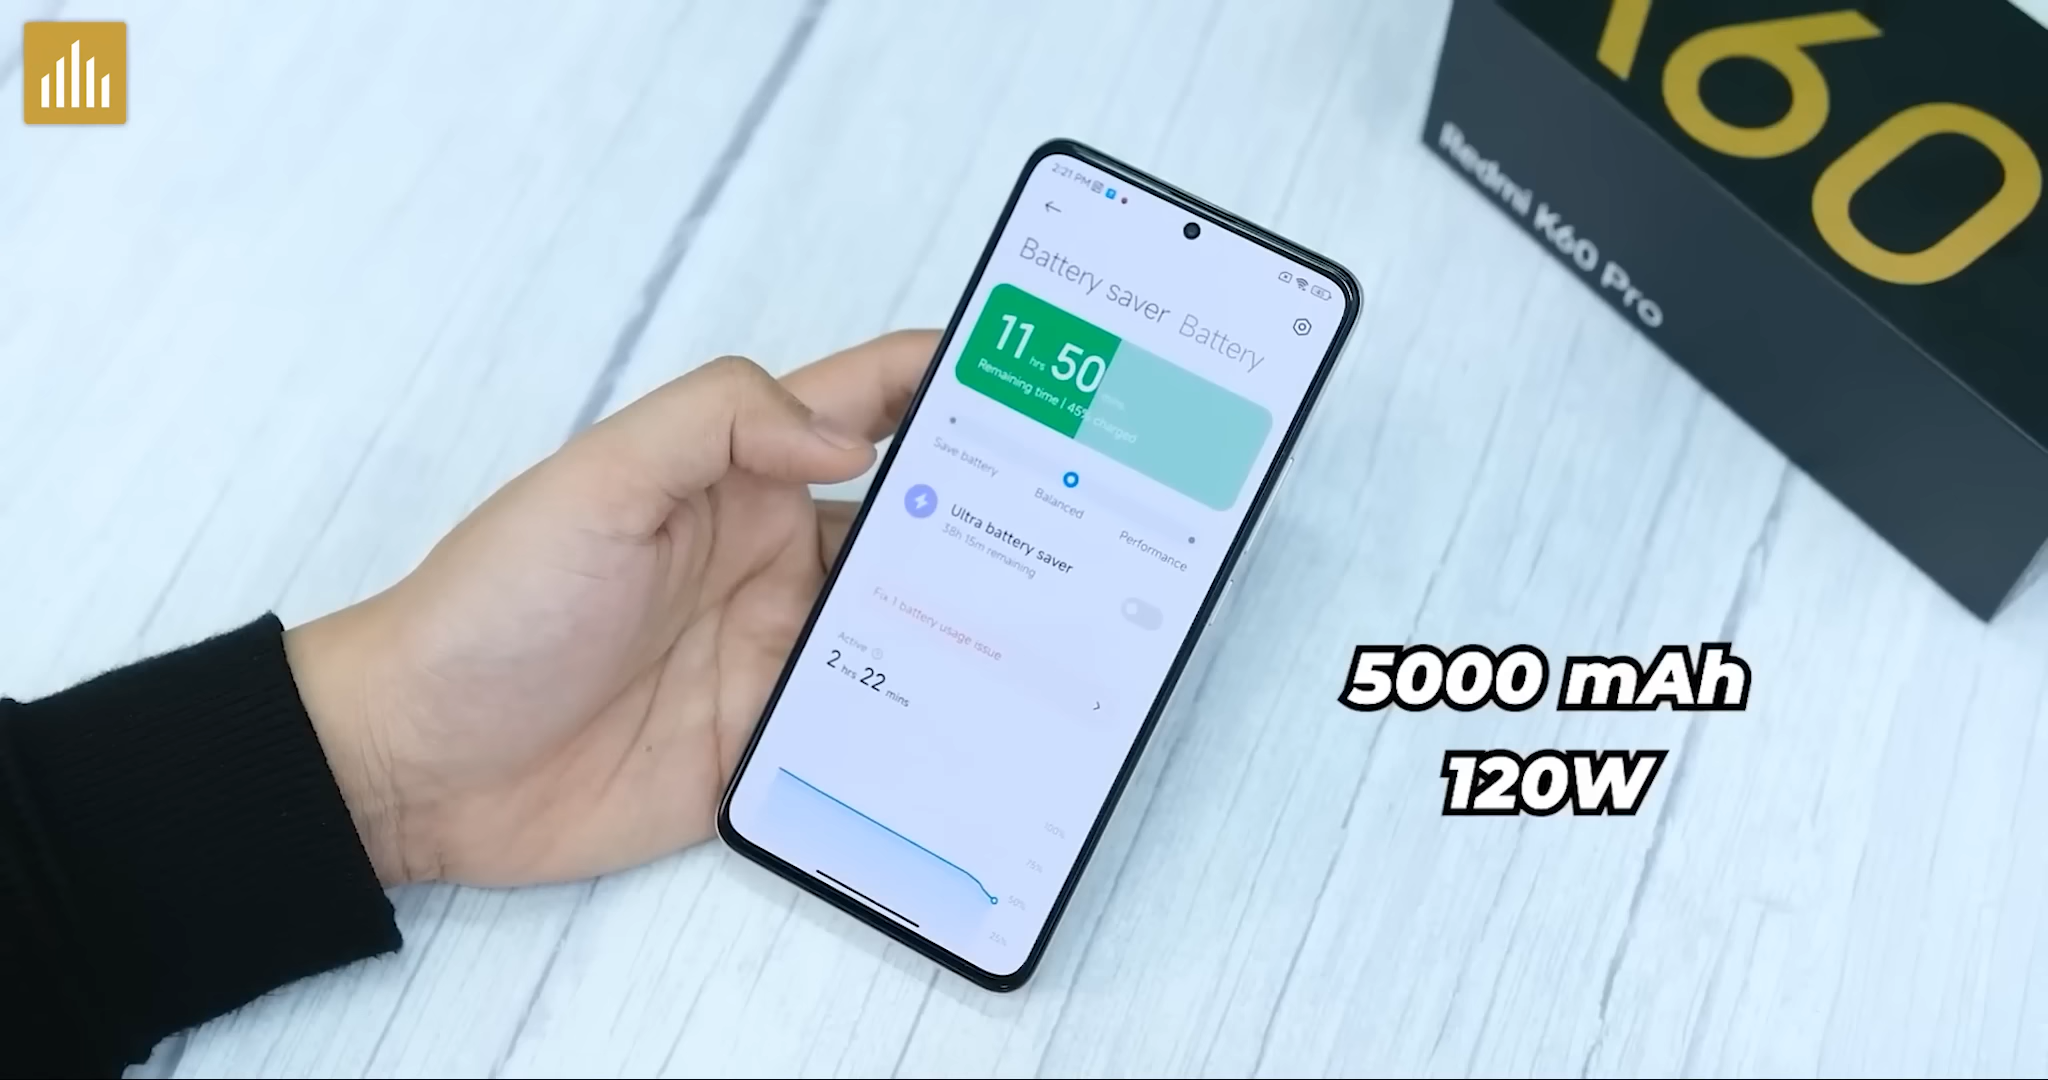 K60
Redmi K60 Pro
2:21 PM
Battery saver Battery
11 hrs 50 mins
Remaining time | 45% charged
Save battery
Balanced
Performance
Ultra battery saver
38h 15m remaining
Fix 1 battery usage issue
Active
2 hrs 22 mins
100%
75%
50%
25%
5000 mAh
120W